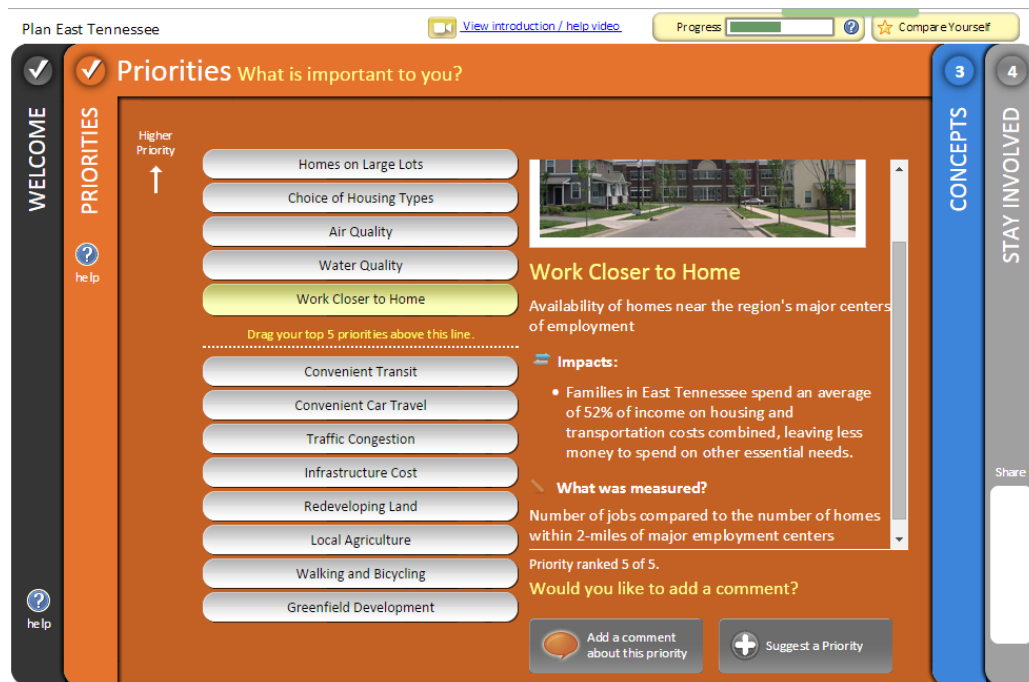 Plan East Tennessee
View introduction / help video
Progress
?
Compare Yourself
WELCOME
?
help
PRIORITIES
?
help
Priorities What is important to you?
Higher
Priority
Homes on Large Lots
Choice of Housing Types
Air Quality
Water Quality
Work Closer to Home
Drag your top 5 priorities above this line.
Convenient Transit
Convenient Car Travel
Traffic Congestion
Infrastructure Cost
Redeveloping Land
Local Agriculture
Walking and Bicycling
Greenfield Development
Work Closer to Home
Availability of homes near the region's major centers
of employment
Impacts:
• Families in East Tennessee spend an average
of 52% of income on housing and
transportation costs combined, leaving less
money to spend on other essential needs.
What was measured?
Number of jobs compared to the number of homes
within 2-miles of major employment centers
Priority ranked 5 of 5.
Would you like to add a comment?
Add a comment
about this priority
Suggest a Priority
3
CONCEPTS
4
STAY INVOLVED
Share